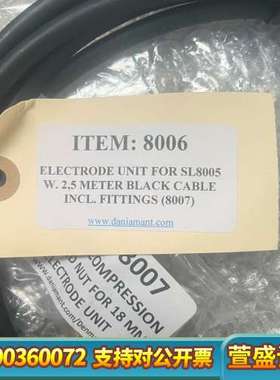 ITEM: 8006
ELECTRODE UNIT FOR SL8005
W. 2,5 METER BLACK CABLE
INCL. FITTINGS (8007)
www.daniamant.com
8007
COMPRESSION
NUT FOR 18 MM
ELECTRODE UNIT
00360072 支持对公开票
萱盛